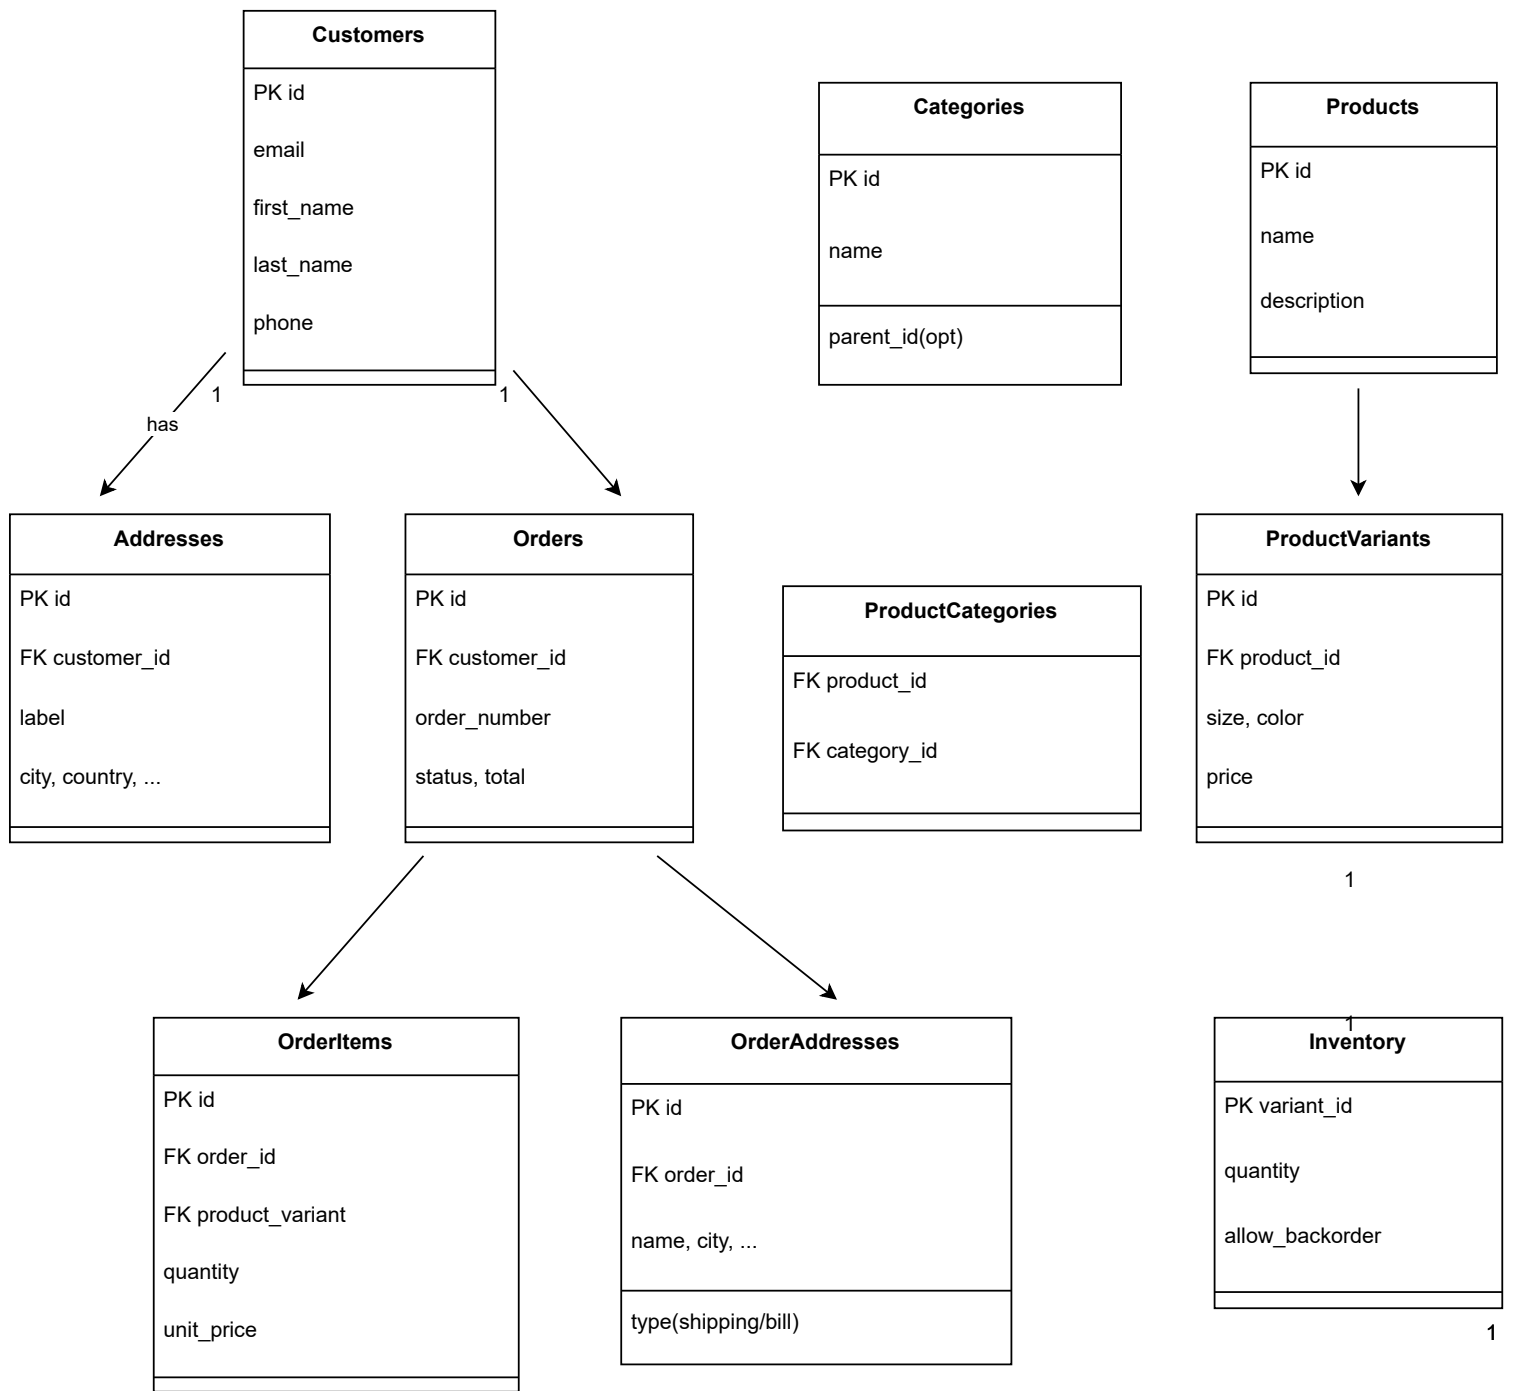 Customers
PK id
email
first_name
last_name
phone
1
1
has
Categories
PK id
name
parent_id(opt)
Products
PK id
name
description
Addresses
PK id
FK customer_id
label
city, country, ...
Orders
PK id
FK customer_id
order_number
status, total
ProductCategories
FK product_id
FK category_id
ProductVariants
PK id
FK product_id
size, color
price
1
OrderItems
PK id
FK order_id
FK product_variant
quantity
unit_price
OrderAddresses
PK id
FK order_id
name, city, ...
type(shipping/bill)
1
Inventory
PK variant_id
quantity
allow_backorder
1